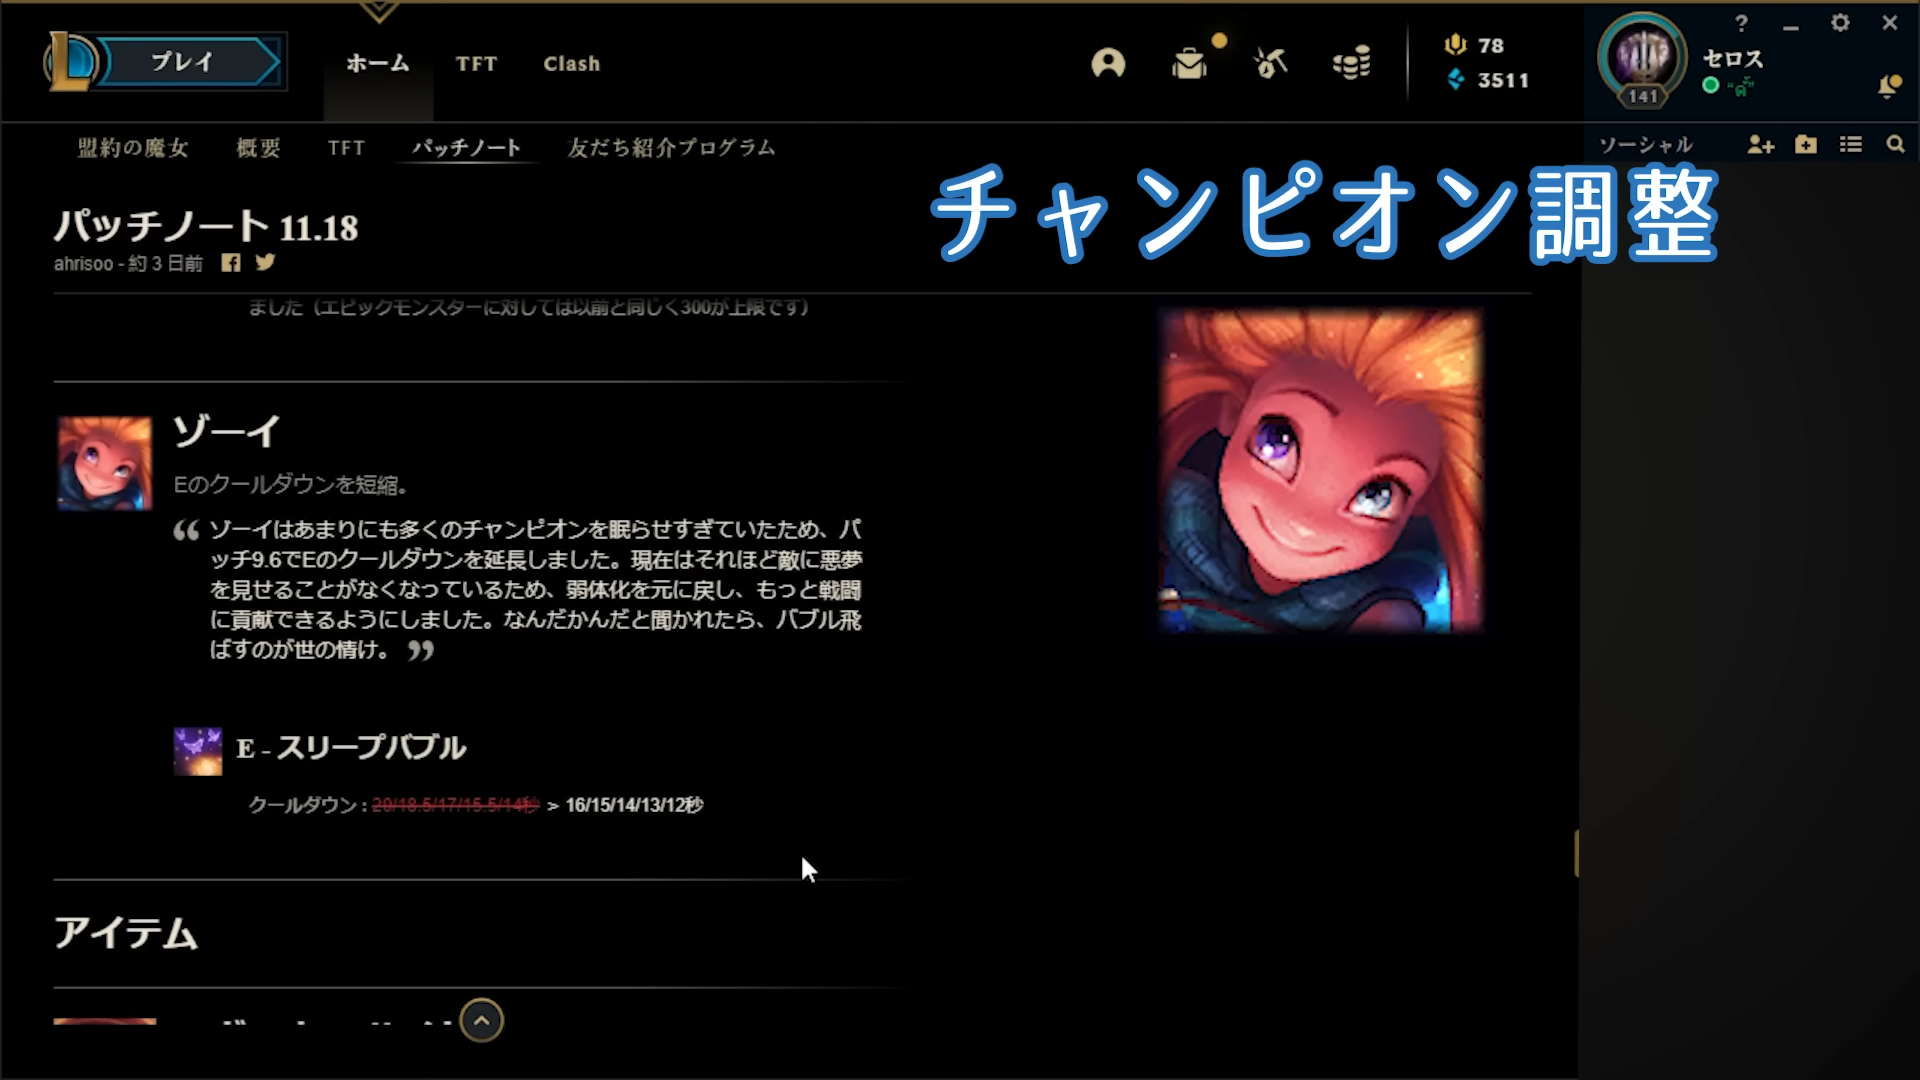 プレイ
ホーム
TFT
Clash
78
3511
セロス
141
盟約の魔女
概要
TFT
パッチノート
友だち紹介プログラム
ソーシャル
チャンピオン調整
パッチノート 11.18
ahrisoo - 約 3 日前
ました（エピックモンスターに対しては以前と同じく300が上限です）
ゾーイ
Eのクールダウンを短縮。
“ ゾーイはあまりにも多くのチャンピオンを眠らせすぎていたため、パ
ッチ9.6でEのクールダウンを延長しました。現在はそれほど敵に悪夢
を見せることがなくなっているため、弱体化を元に戻し、もっと戦闘
に貢献できるようにしました。なんだかんだと聞かれたら、バブル飛
ばすのが世の情け。 ”
E - スリープバブル
クールダウン : 20/18.5/17/15.5/14秒 > 16/15/14/13/12秒
アイテム